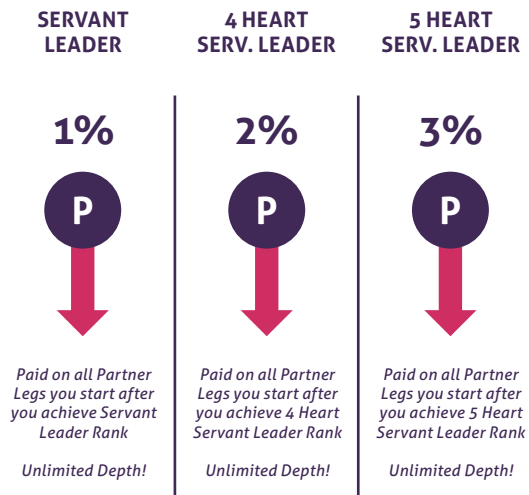 SERVANT
LEADER
1%
P
Paid on all Partner
Legs you start after
you achieve Servant
Leader Rank
Unlimited Depth!
4 HEART
SERV. LEADER
2%
P
Paid on all Partner
Legs you start after
you achieve 4 Heart
Servant Leader Rank
Unlimited Depth!
5 HEART
SERV. LEADER
3%
P
Paid on all Partner
Legs you start after
you achieve 5 Heart
Servant Leader Rank
Unlimited Depth!